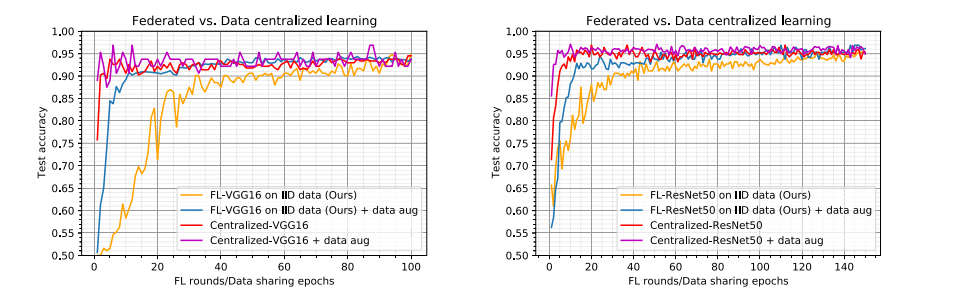 Federated vs. Data centralized learning
1.00
0.95
0.90
0.85
0.80
0.75
0.70
0.65
0.60
0.55
0.50
Test accuracy
FL-VGG16 on IID data (Ours)
FL-VGG16 on IID data (Ours) + data aug
Centralized-VGG16
Centralized-VGG16 + data aug
0 20 40 60 80 100
FL rounds/Data sharing epochs
Federated vs. Data centralized learning
1.00
0.95
0.90
0.85
0.80
0.75
0.70
0.65
0.60
0.55
0.50
Test accuracy
FL-ResNet50 on IID data (Ours)
FL-ResNet50 on IID data (Ours) + data aug
Centralized-ResNet50
Centralized-ResNet50 + data aug
0 20 40 60 80 100 120 140
FL rounds/Data sharing epochs